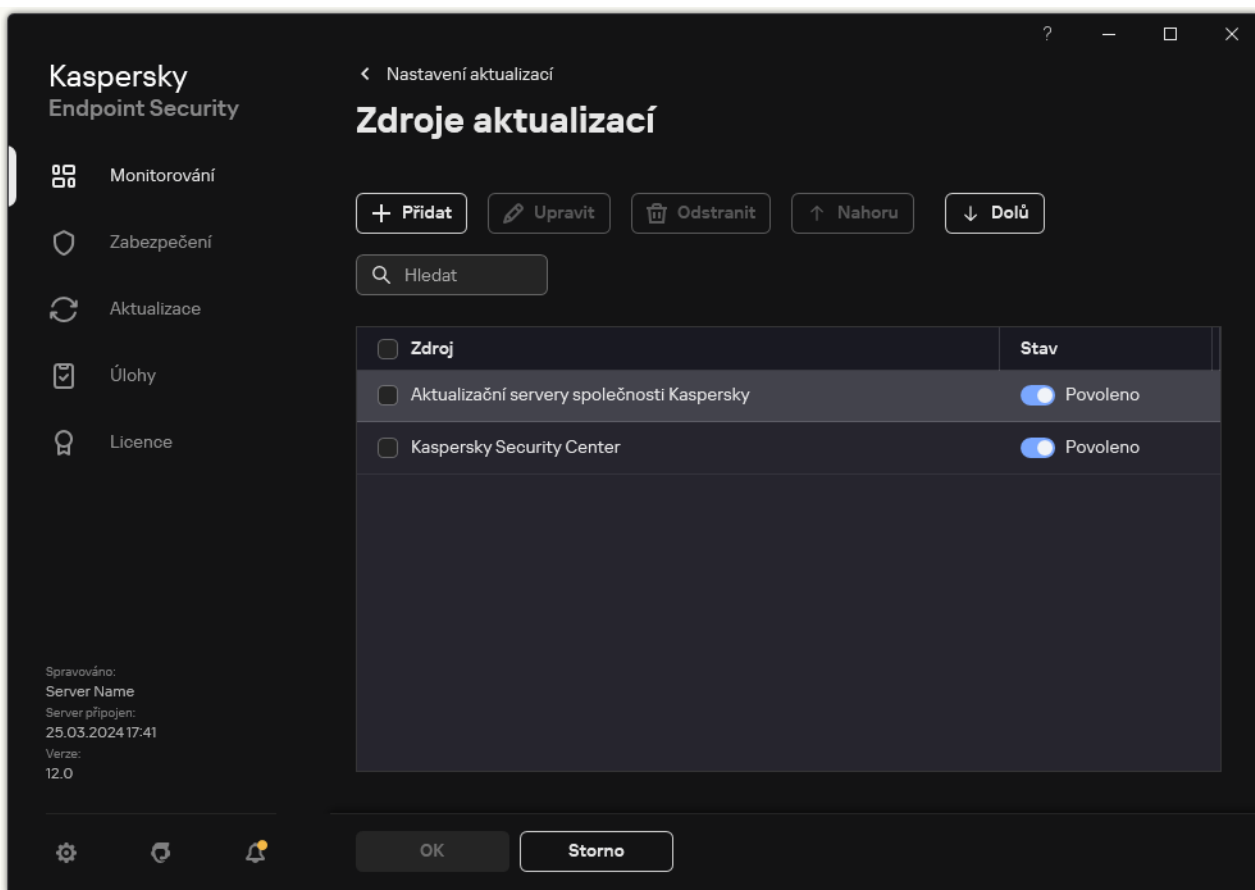 ?
Kaspersky
Endpoint Security
Monitorování
Zabezpečení
Aktualizace
Úlohy
Licence
Spravováno:
Server Name
Server připojen:
25.03.2024 17:41
Verze:
12.0
Nastavení aktualizací
Zdroje aktualizací
Přidat Upravit Odstranit Nahoru Dolů
Hledat
Zdroj Stav
Aktualizační servery společnosti Kaspersky Povoleno
Kaspersky Security Center Povoleno
OK Storno